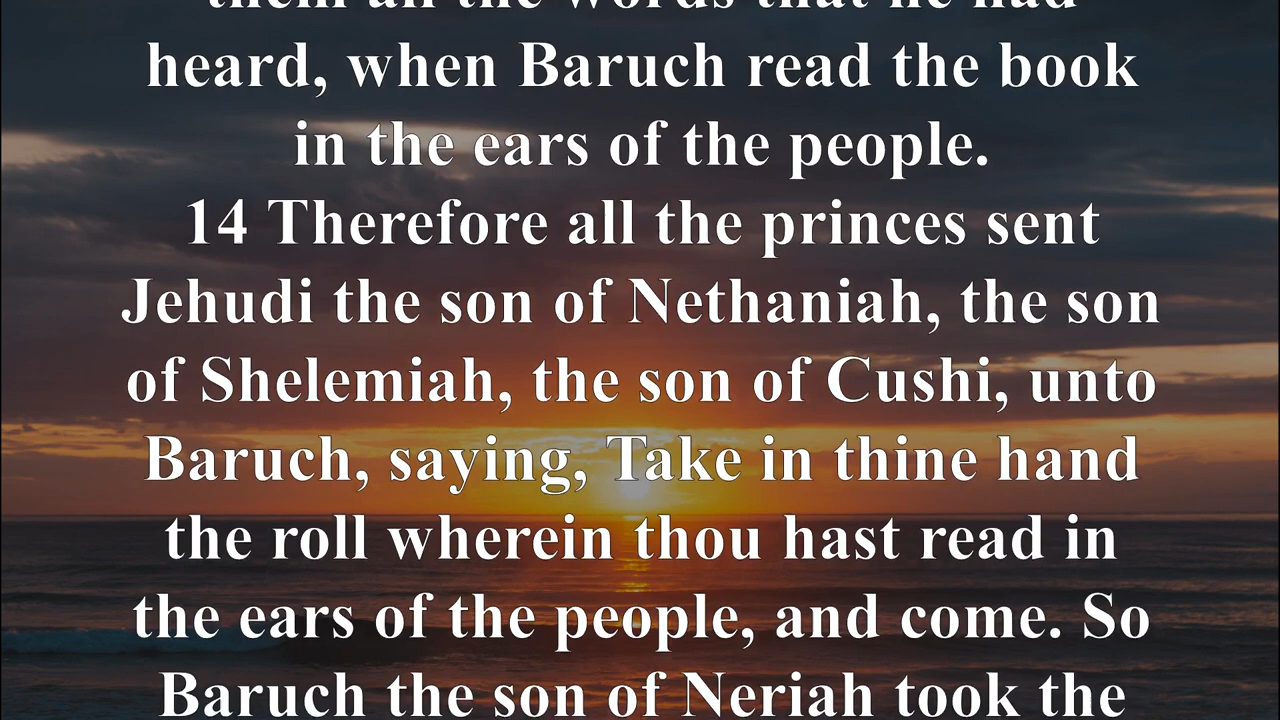 them all the words that he had
heard, when Baruch read the book
in the ears of the people.
14 Therefore all the princes sent
Jehudi the son of Nethaniah, the son
of Shelemiah, the son of Cushi, unto
Baruch, saying, Take in thine hand
the roll wherein thou hast read in
the ears of the people, and come. So
Baruch the son of Neriah took the